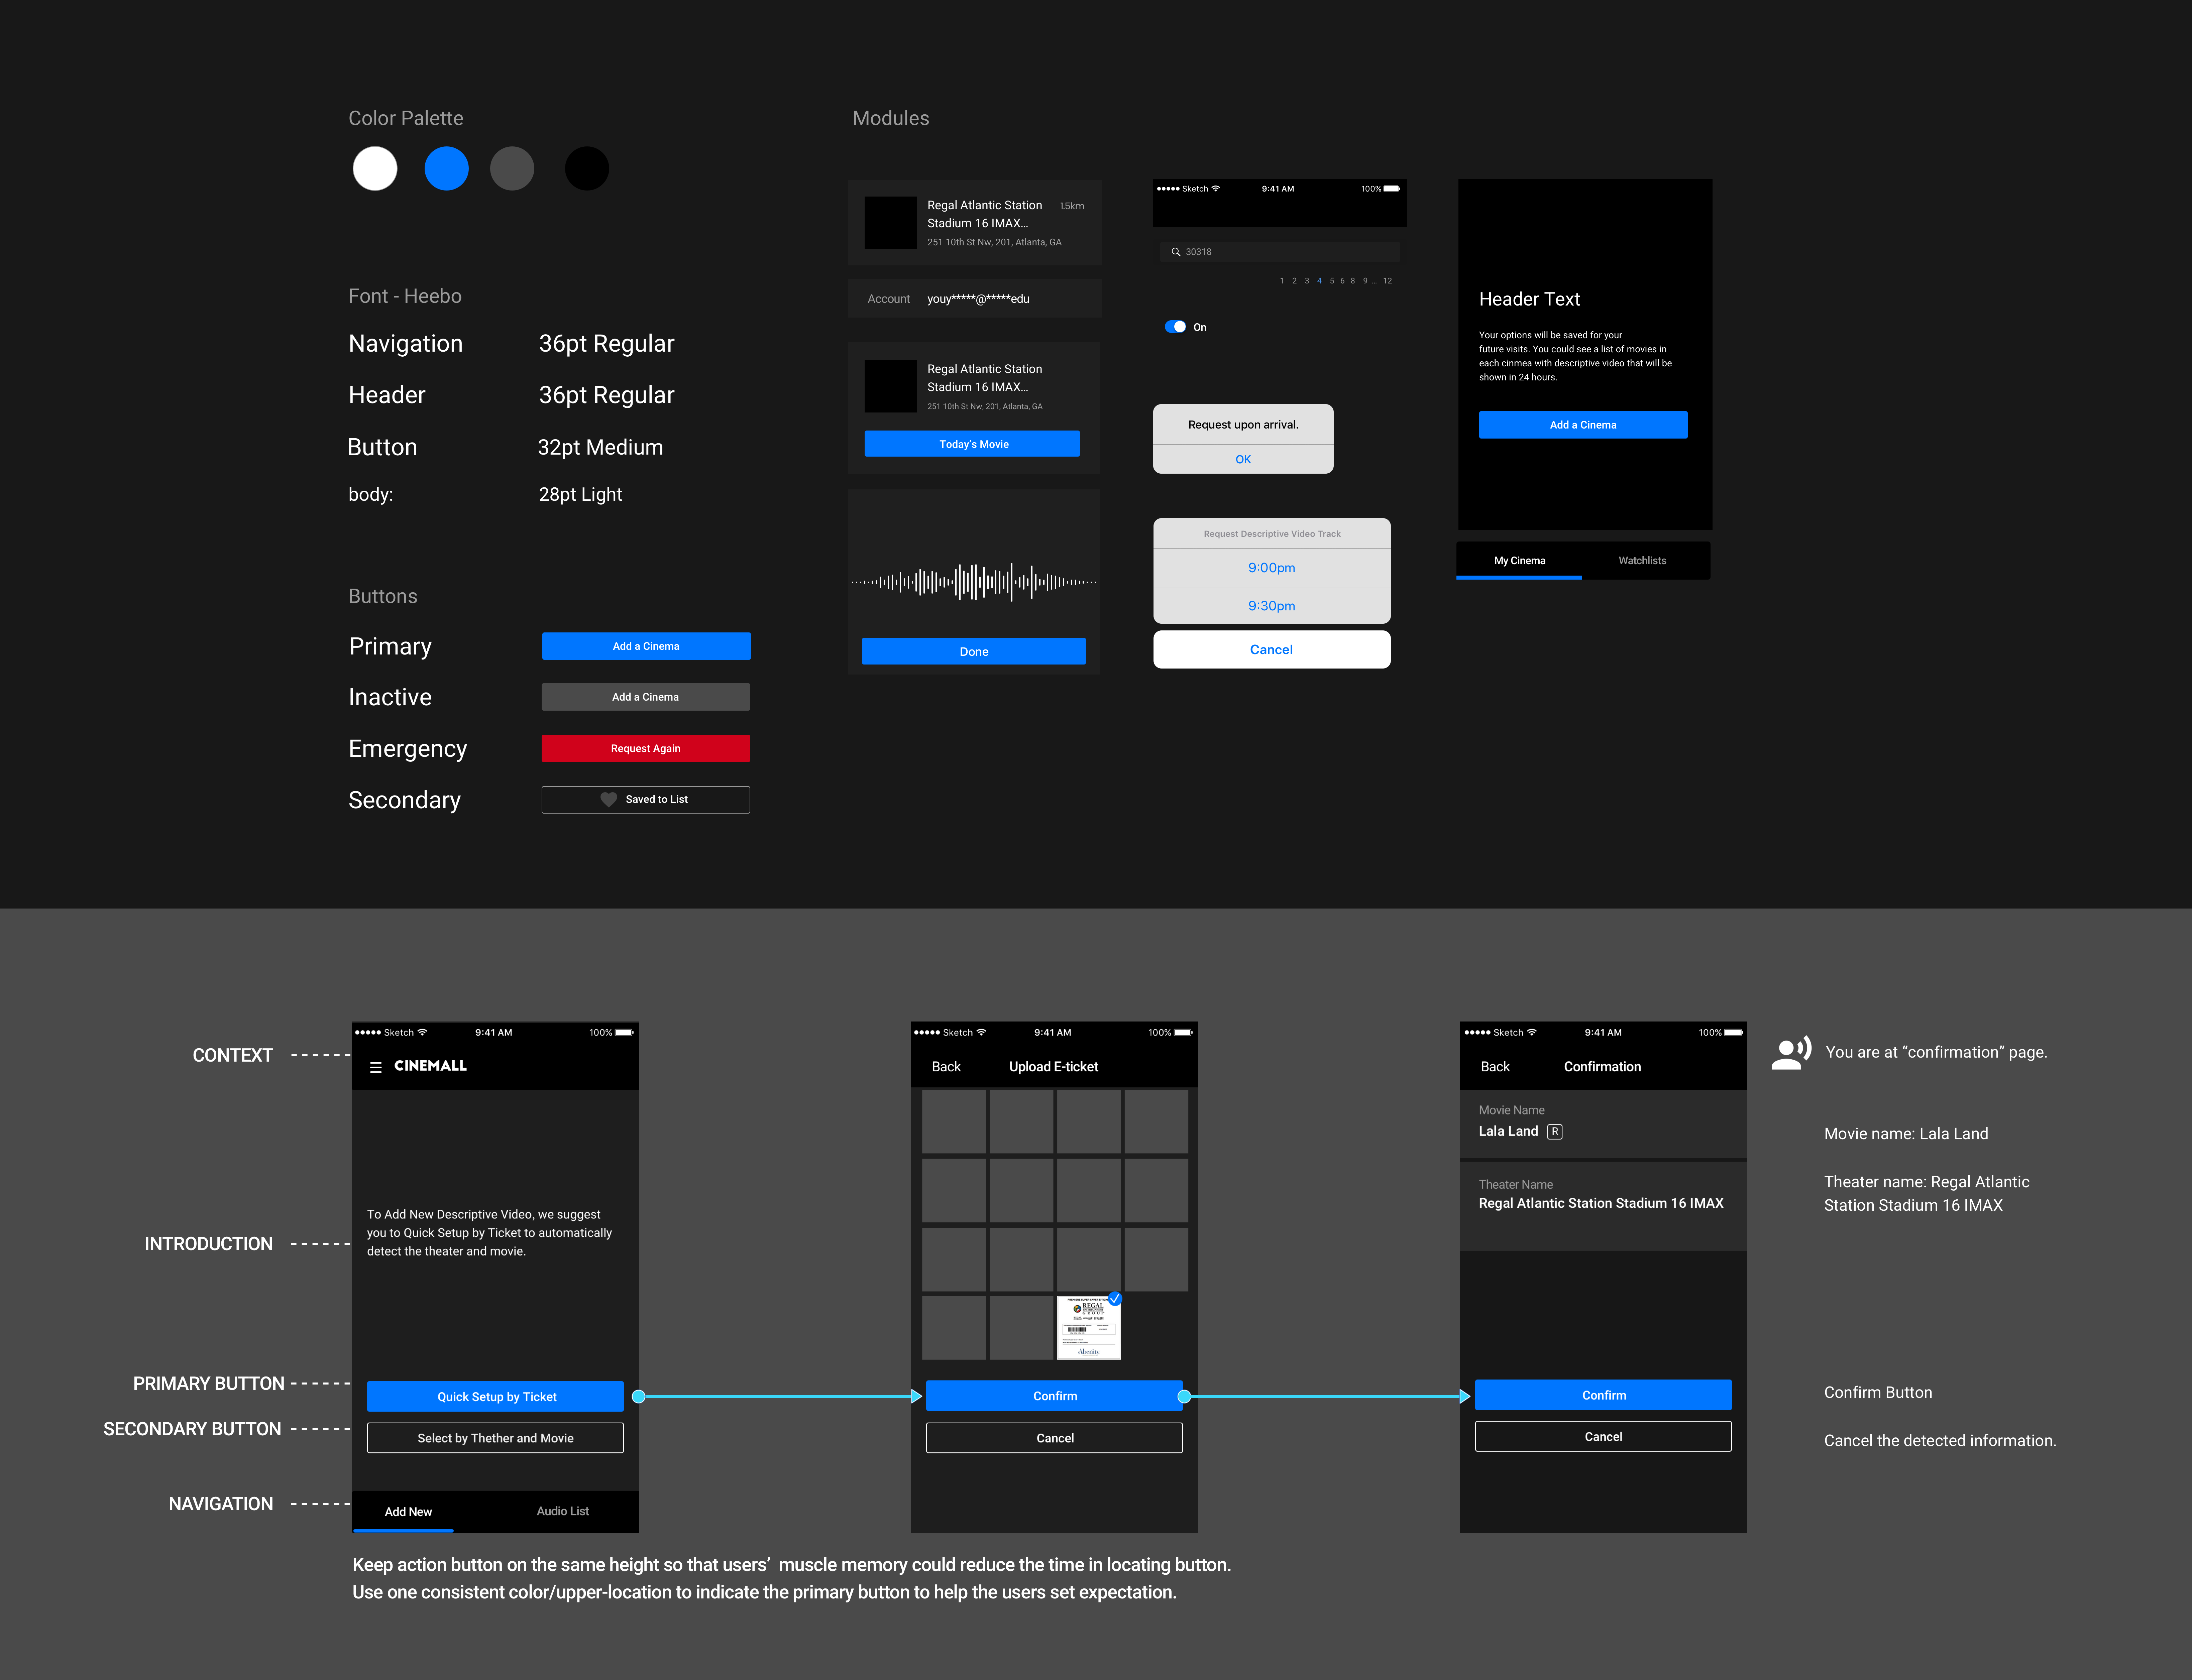 Color Palette
Font - Heebo
Navigation 36pt Regular
Header 36pt Regular
Button 32pt Medium
body: 28pt Light
Buttons
Primary Add a Cinema
Inactive Add a Cinema
Emergency Request Again
Secondary Saved to List
Modules
Regal Atlantic Station 1.5km
Stadium 16 IMAX...
251 10th St Nw, 201, Atlanta, GA
Account youy*****@*****edu
Regal Atlantic Station
Stadium 16 IMAX...
251 10th St Nw, 201, Atlanta, GA
Today's Movie
Done
Sketch 9:41 AM 100%
30318
1 2 3 4 5 6 8 9 ... 12
On
Request upon arrival.
OK
Request Descriptive Video Track
9:00pm
9:30pm
Cancel
Header Text
Your options will be saved for your
future visits. You could see a list of movies in
each cinmea with descriptive video that will be
shown in 24 hours.
Add a Cinema
My Cinema Watchlists
CONTEXT
INTRODUCTION
PRIMARY BUTTON
SECONDARY BUTTON
NAVIGATION
Sketch 9:41 AM 100%
CINEMALL
To Add New Descriptive Video, we suggest
you to Quick Setup by Ticket to automatically
detect the theater and movie.
Quick Setup by Ticket
Select by Thether and Movie
Add New Audio List
Sketch 9:41 AM 100%
Back Upload E-ticket
REGAL
GROUP
Confirm
Cancel
Sketch 9:41 AM 100%
Back Confirmation
Movie Name
Lala Land R
Theater Name
Regal Atlantic Station Stadium 16 IMAX
Confirm
Cancel
You are at “confirmation” page.
Movie name: Lala Land
Theater name: Regal Atlantic
Station Stadium 16 IMAX
Confirm Button
Cancel the detected information.
Keep action button on the same height so that users’ muscle memory could reduce the time in locating button.
Use one consistent color/upper-location to indicate the primary button to help the users set expectation.